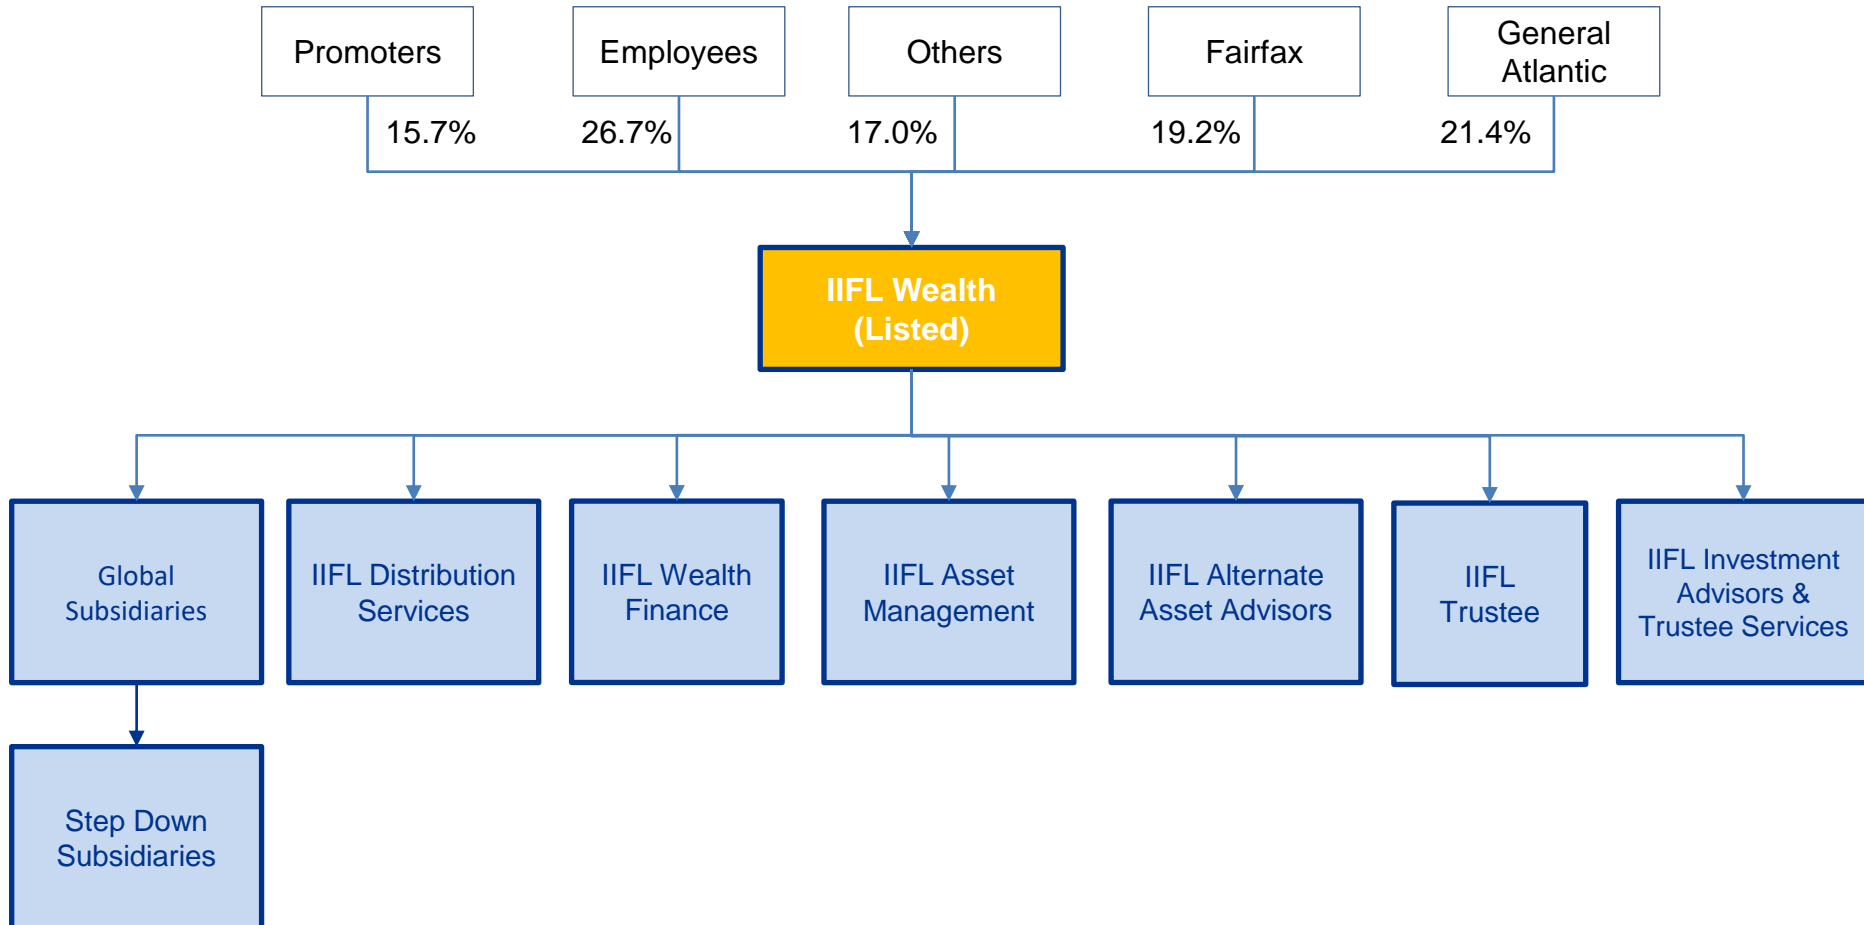 Promoters
Employees
Others
Fairfax
General
Atlantic
15.7%
26.7%
17.0%
19.2%
21.4%
IIFL Wealth
(Listed)
Global
Subsidiaries
IIFL Distribution
Services
IIFL Wealth
Finance
IIFL Asset
Management
IIFL Alternate
Asset Advisors
IIFL
Trustee
IIFL Investment
Advisors &
Trustee Services
Step Down
Subsidiaries